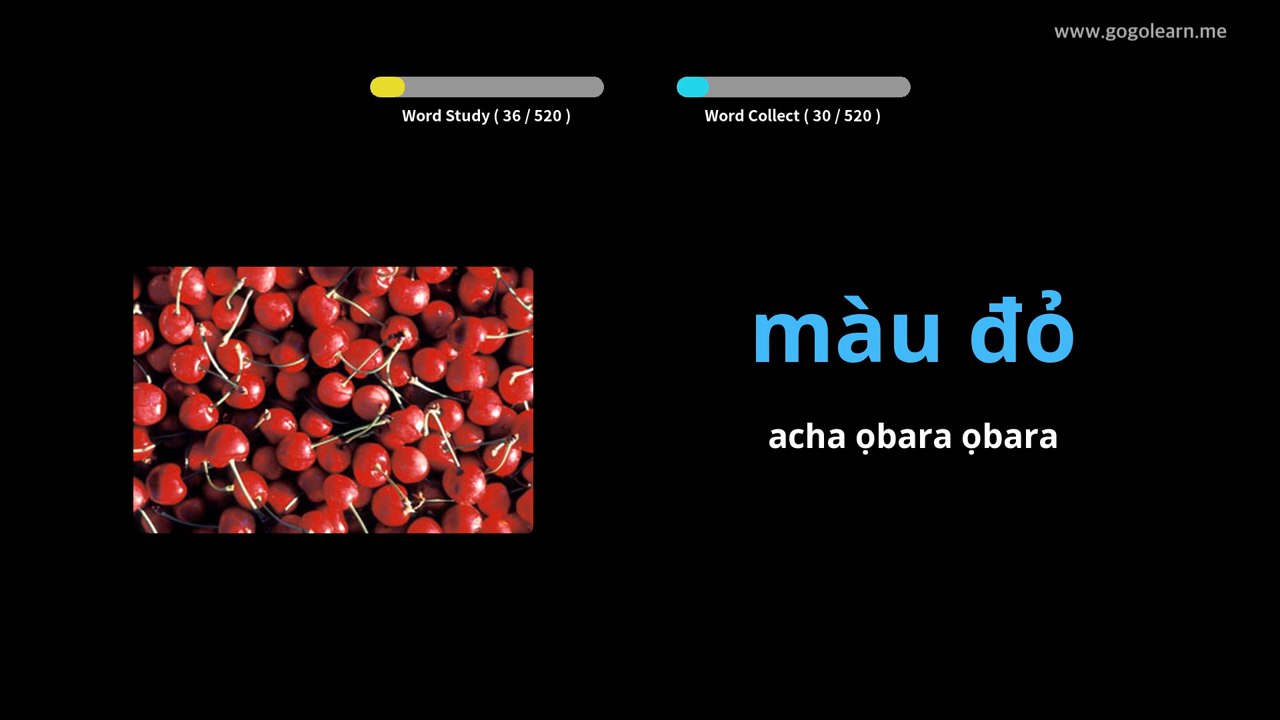 www.gogolearn.me
Word Study ( 36 / 520 )
Word Collect ( 30 / 520 )
màu đỏ
acha ọbara ọbara